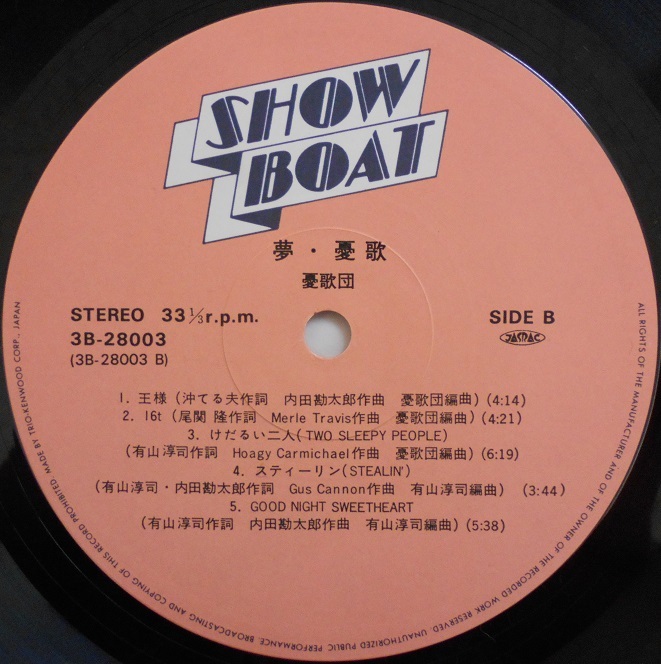 SHOW
BOAT
夢・憂歌
憂歌団
STEREO 33 1/3 r.p.m.
SIDE B
3B-28003
JASRAC
(3B-28003 B)
1. 王様 (沖てる夫作詞 内田勘太郎作曲 憂歌団編曲) (4:14)
2. 16t (尾関 隆作詞 Merle Travis作曲 憂歌団編曲) (4:21)
3. けだるい二人(TWO SLEEPY PEOPLE)
(有山淳司作詞 Hoagy Carmichael作曲 憂歌団編曲) (6:19)
4. スティーリン(STEALIN')
(有山淳司・内田勘太郎作詞 Gus Cannon作曲 有山淳司編曲) (3:44)
5. GOOD NIGHT SWEETHEART
(有山淳司作詞 内田勘太郎作曲 有山淳司編曲) (5:38)
ALL RIGHTS OF THE MANUFACTURER AND OF THE OWNER OF THE RECORDED WORK RESERVED. UNAUTHORIZED PUBLIC PERFORMANCE, BROADCASTING AND COPYING OF THIS RECORD PROHIBITED. MADE BY TRIO-KENWOOD CORP., JAPAN